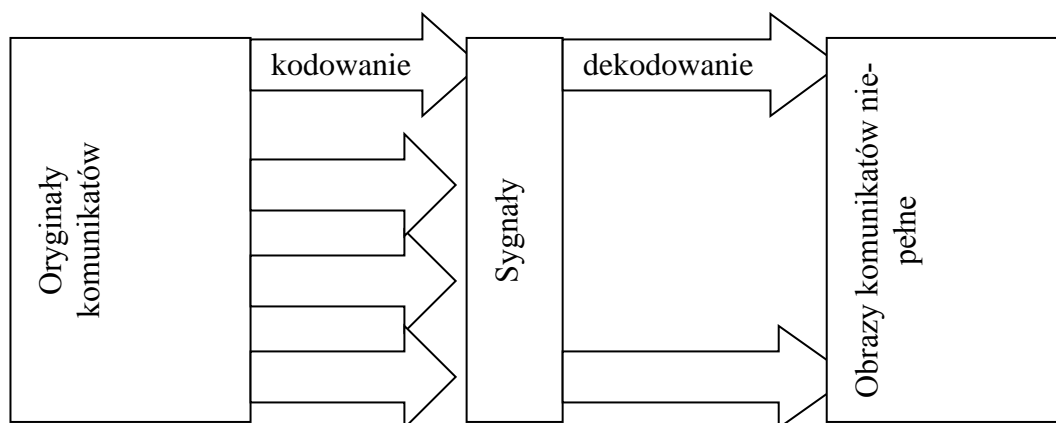 Oryginały
komunikatów
kodowanie
Sygnały
dekodowanie
Obrazy komunikatów nie-
pełne